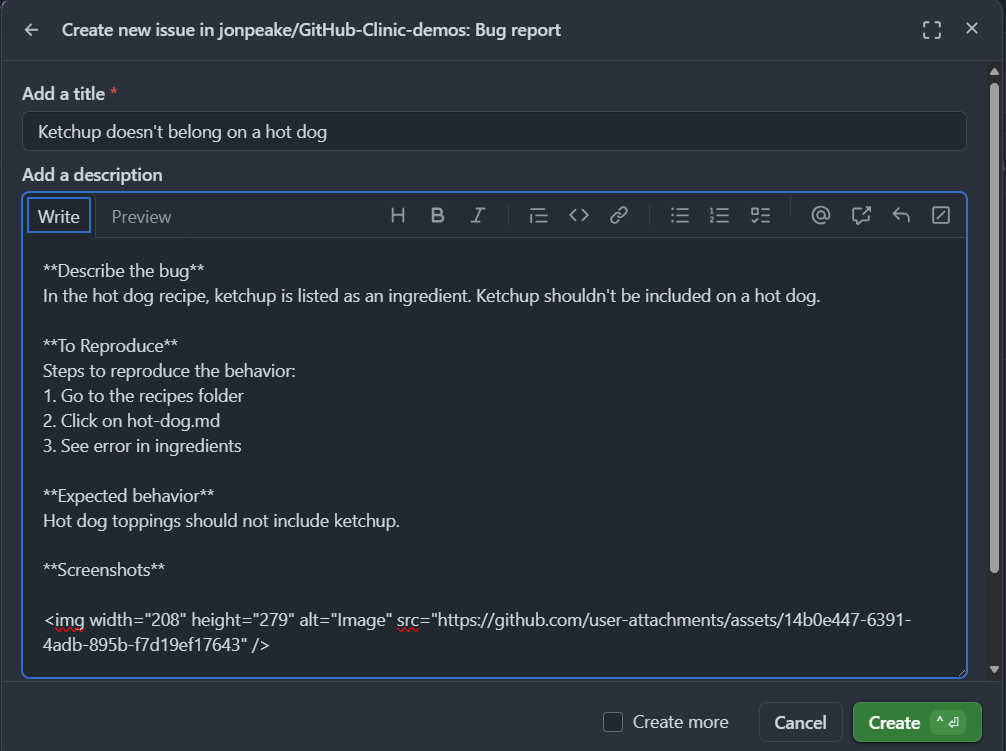 Create new issue in jonpeake/GitHub-Clinic-demos: Bug report
Add a title *
Ketchup doesn't belong on a hot dog
Add a description
Write Preview
**Describe the bug**
In the hot dog recipe, ketchup is listed as an ingredient. Ketchup shouldn't be included on a hot dog.
**To Reproduce**
Steps to reproduce the behavior:
1. Go to the recipes folder
2. Click on hot-dog.md
3. See error in ingredients
**Expected behavior**
Hot dog toppings should not include ketchup.
**Screenshots**
<img width="208" height="279" alt="Image" src="https://github.com/user-attachments/assets/14b0e447-6391-
4adb-895b-f7d19ef17643" />
Create more Cancel Create ^ ⏎